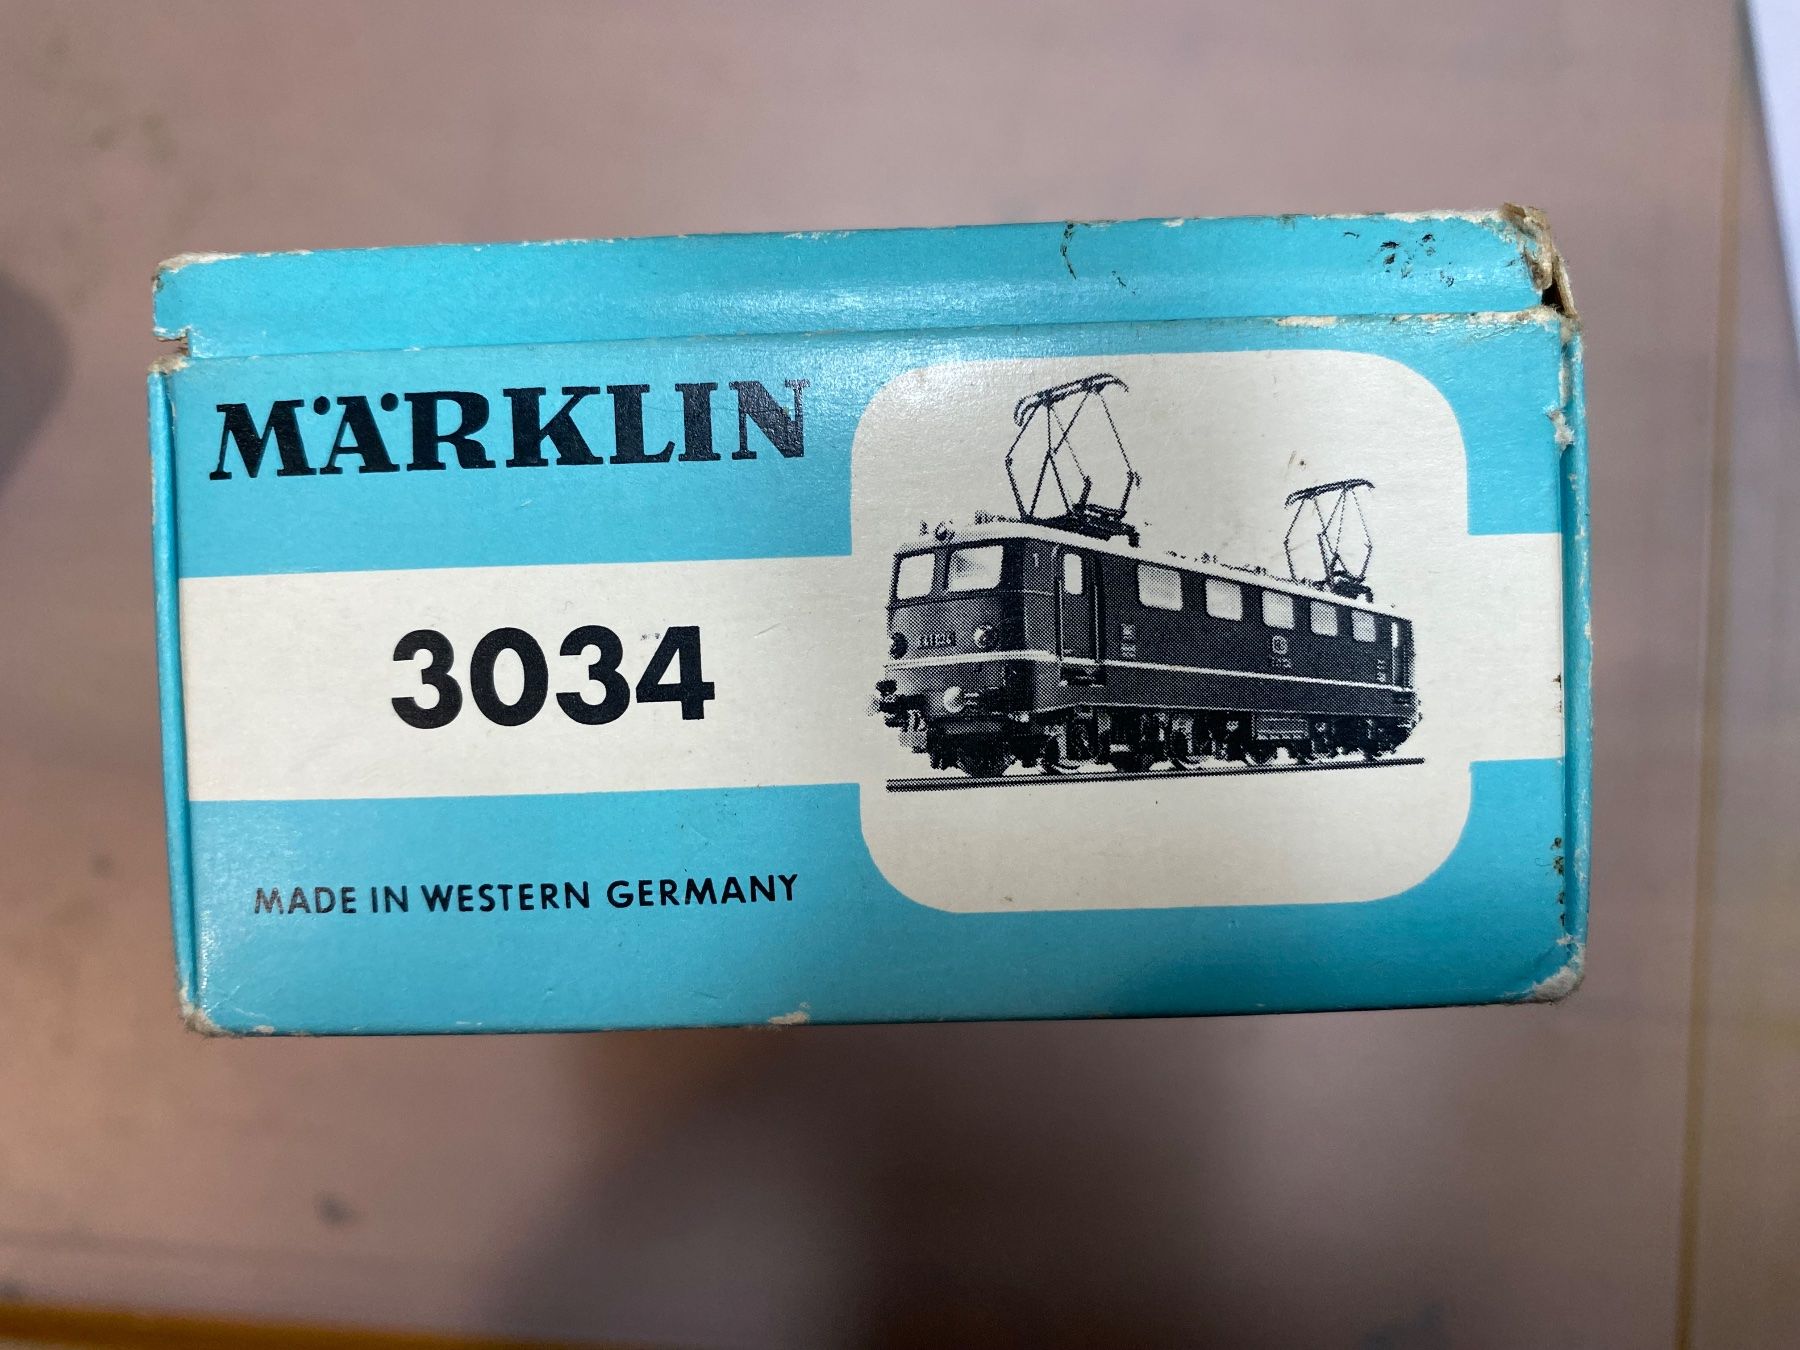 MÄRKLIN
3034
MADE IN WESTERN GERMANY